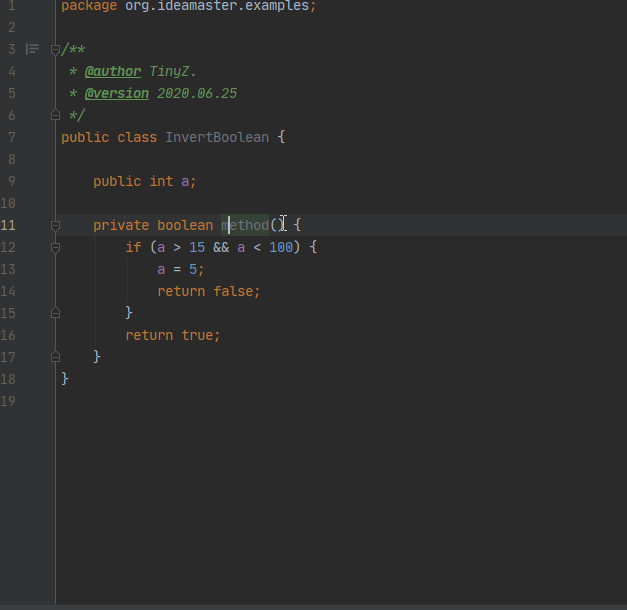 1 package org.ideamaster.examples;
2
3 /**
4 * @author TinyZ.
5 * @version 2020.06.25
6 */
7 public class InvertBoolean {
8
9 public int a;
10
11 private boolean method() {
12 if (a > 15 && a < 100) {
13 a = 5;
14 return false;
15 }
16 return true;
17 }
18 }
19